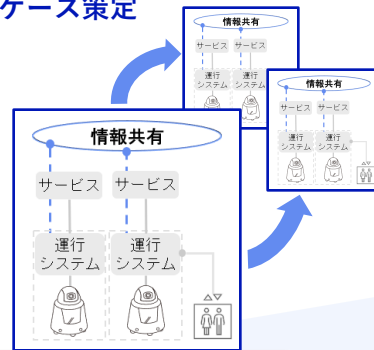 ケース策定
情報共有
サービス サービス
運行 運行
システム システム
情報共有
サービス サービス
運行 運行
システム システム
情報共有
サービス サービス
運行 運行
システム システム